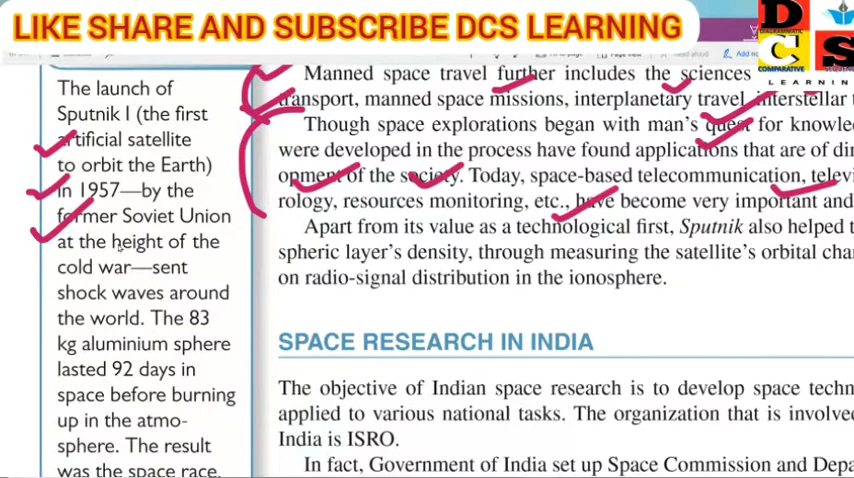 LIKE SHARE AND SUBSCRIBE DCS LEARNING
D
C
S
DIAGRAMMATIC
COMPARATIVE
LEARNING
The launch of
Sputnik I (the first
artificial satellite
to orbit the Earth)
in 1957—by the
former Soviet Union
at the height of the
cold war—sent
shock waves around
the world. The 83
kg aluminium sphere
lasted 92 days in
space before burning
up in the atmo-
sphere. The result
was the space race.
Manned space travel further includes the sciences
transport, manned space missions, interplanetary travel, interstellar
Though space explorations began with man's quest for knowle
were developed in the process have found applications that are of dir
opment of the society. Today, space-based telecommunication, televi
rology, resources monitoring, etc., have become very important and
Apart from its value as a technological first, Sputnik also helped t
spheric layer's density, through measuring the satellite's orbital cha
on radio-signal distribution in the ionosphere.
SPACE RESEARCH IN INDIA
The objective of Indian space research is to develop space techn
applied to various national tasks. The organization that is involve
India is ISRO.
In fact, Government of India set up Space Commission and Depa